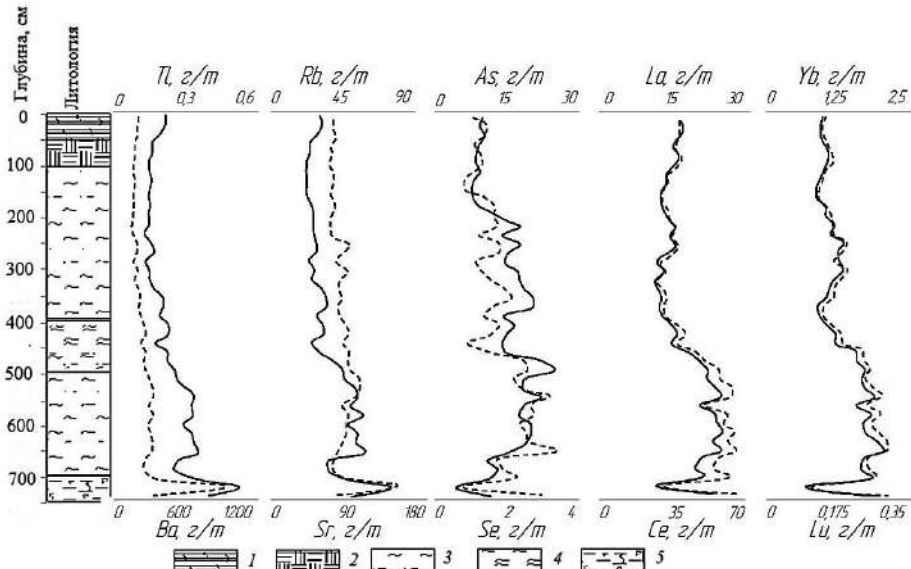 Глубина, см
Литология
Tl, г/т Rb, г/т As, г/т La, г/т Yb, г/т
0 0,3 0,6 0 45 90 0 15 30 0 15 30 0 1,25 2,5
0
100
200
300
400
500
600
700
0 600 1200 0 90 180 0 2 4 0 35 70 0 0,175 0,35
Ba, г/т Sr, г/т Se, г/т Ce, г/т Lu, г/т
1 2 3 4 5